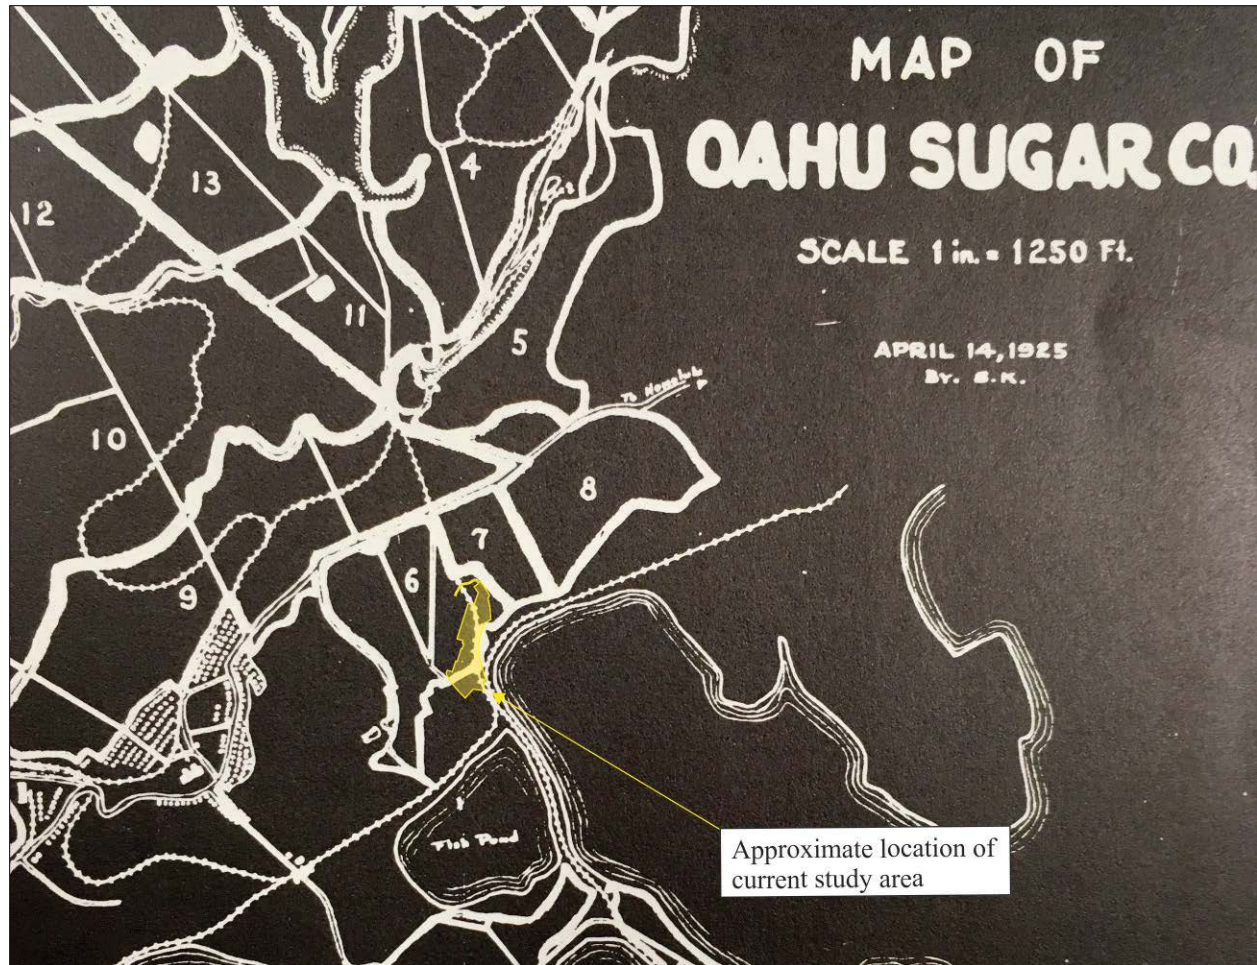 MAP OF
OAHU SUGAR CO.
SCALE 1 in. = 1250 Ft.
APRIL 14, 1925
4
13
12
11
5
To
10
8
7
6
9
Fish Pond
Approximate location of
current study area